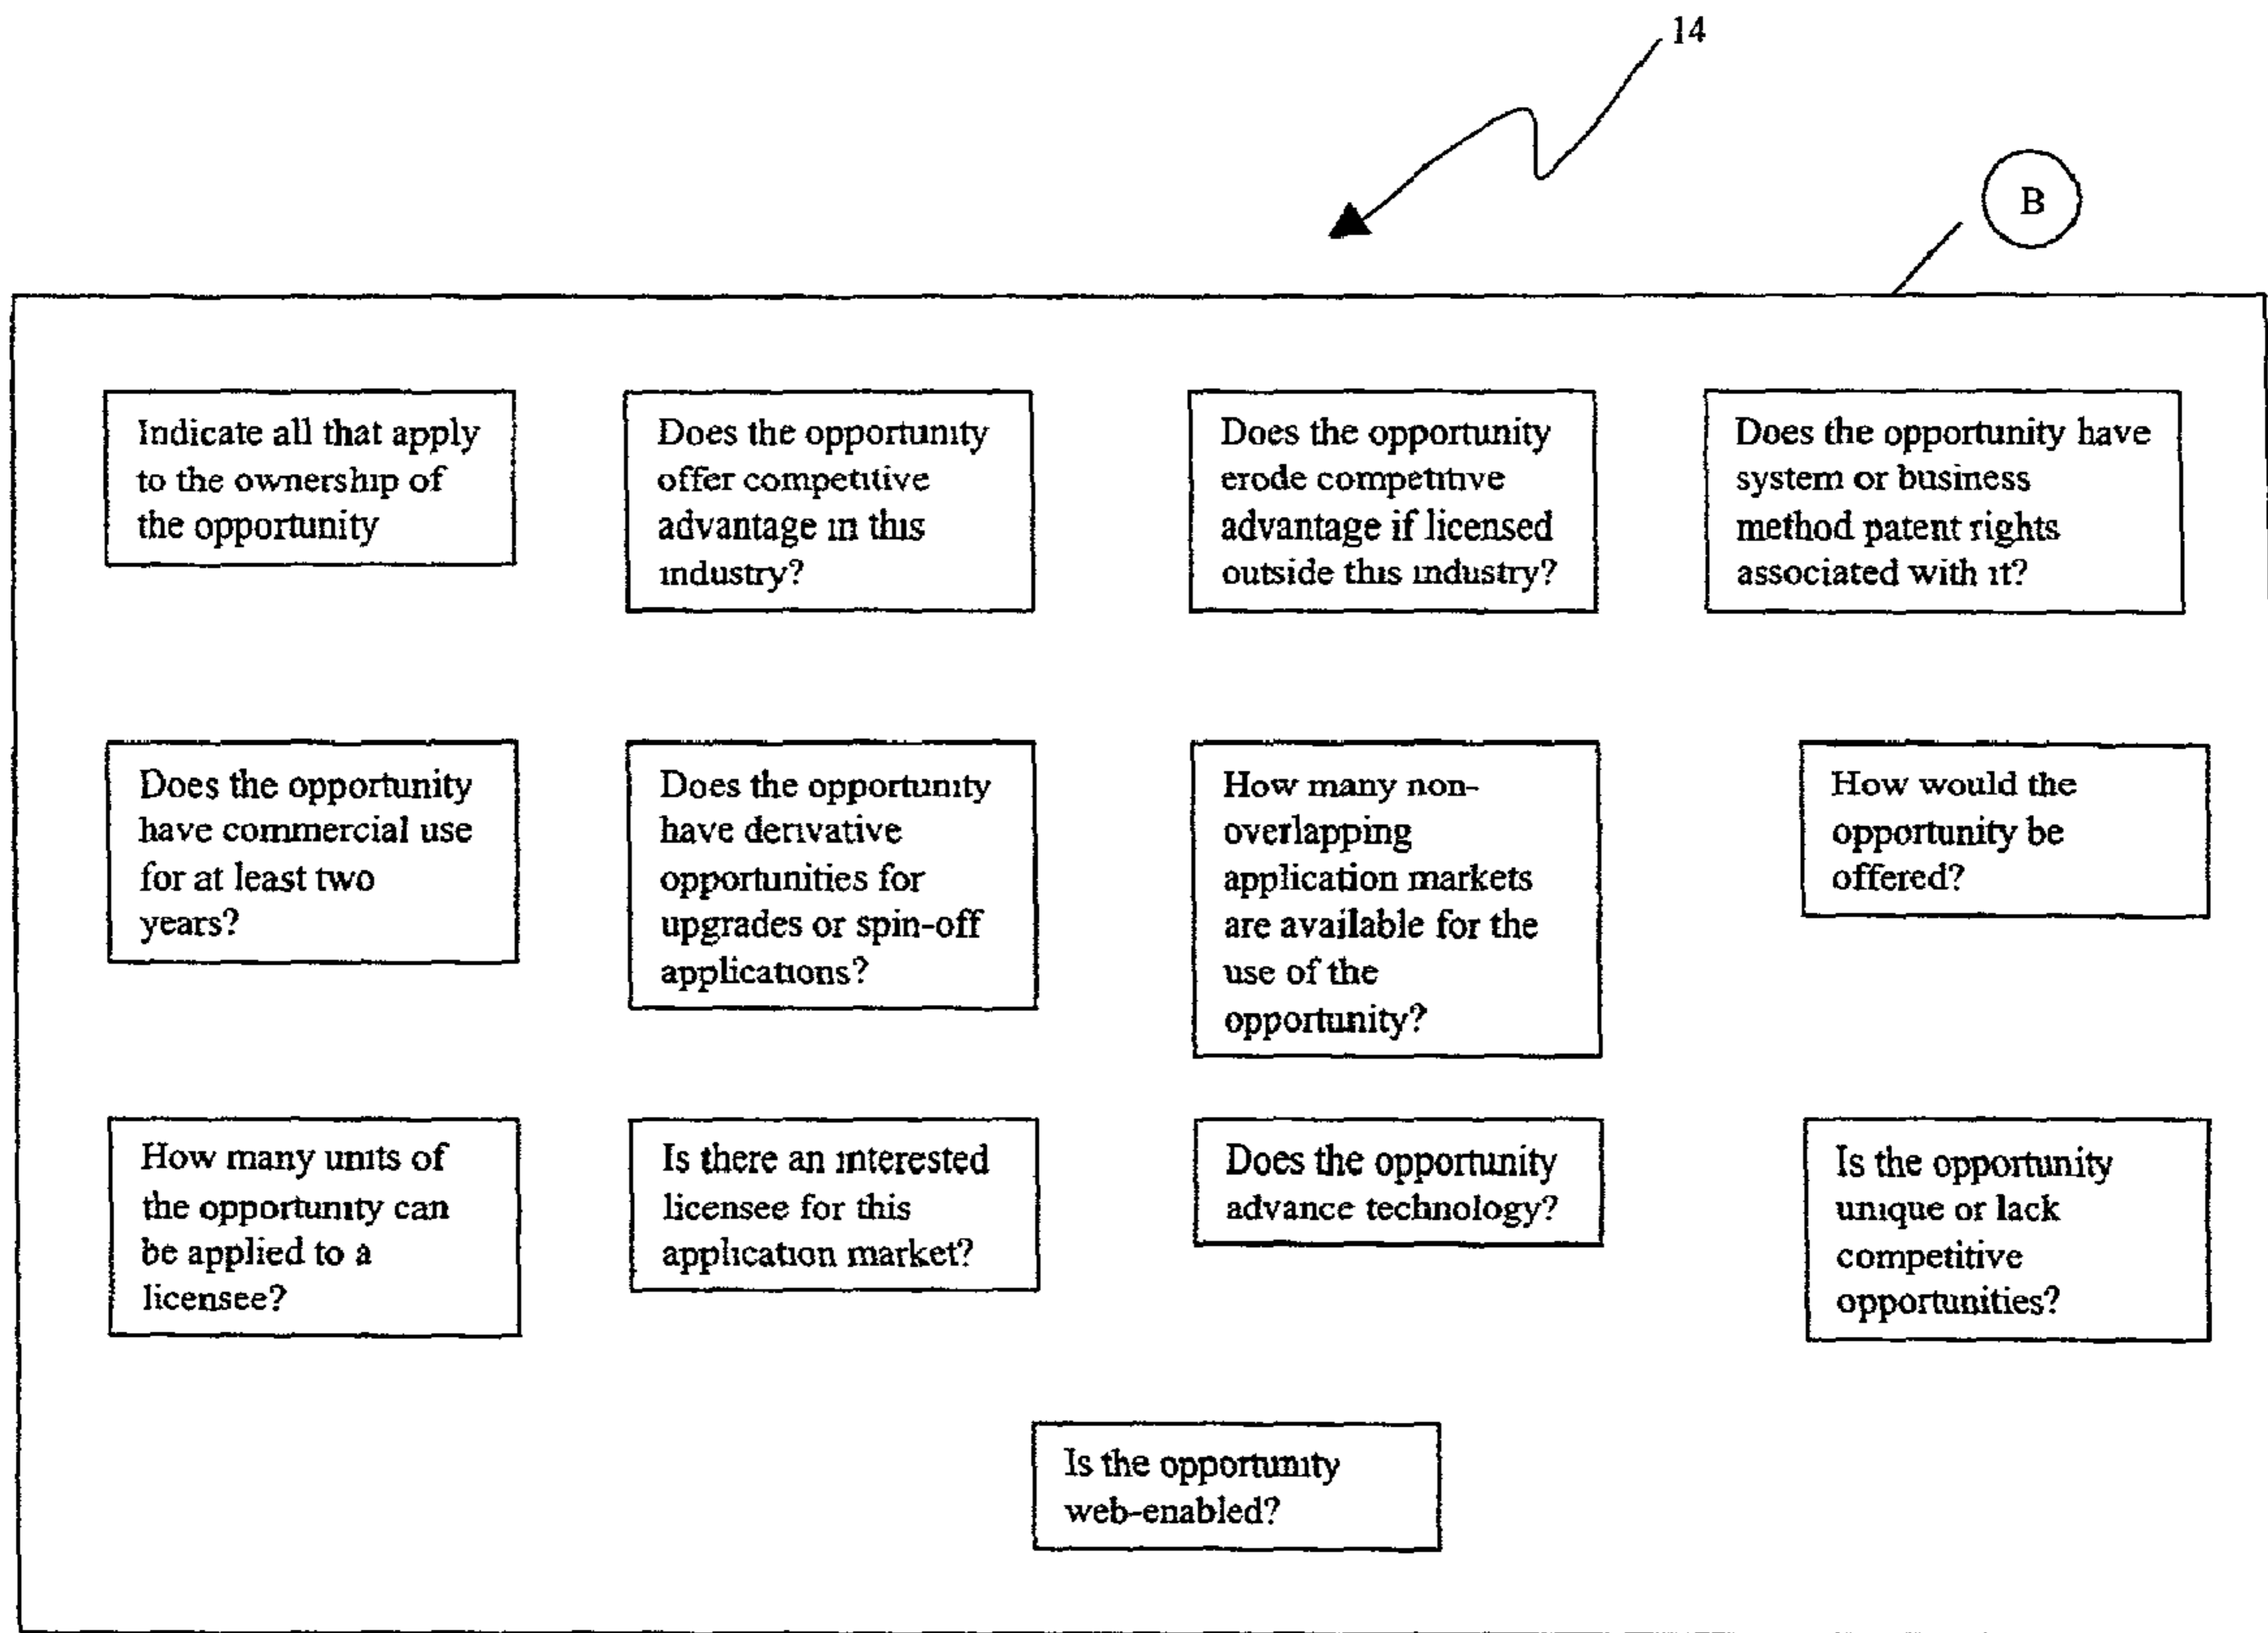 14
B
Indicate all that apply
to the ownership of
the opportunity
Does the opportunity
offer competitive
advantage in this
industry?
Does the opportunity
erode competitive
advantage if licensed
outside this industry?
Does the opportunity have
system or business
method patent rights
associated with it?
Does the opportunity
have commercial use
for at least two
years?
Does the opportunity
have derivative
opportunities for
upgrades or spin-off
applications?
How many non-
overlapping
application markets
are available for the
use of the
opportunity?
How would the
opportunity be
offered?
How many units of
the opportunity can
be applied to a
licensee?
Is there an interested
licensee for this
application market?
Does the opportunity
advance technology?
Is the opportunity
unique or lack
competitive
opportunities?
Is the opportunity
web-enabled?